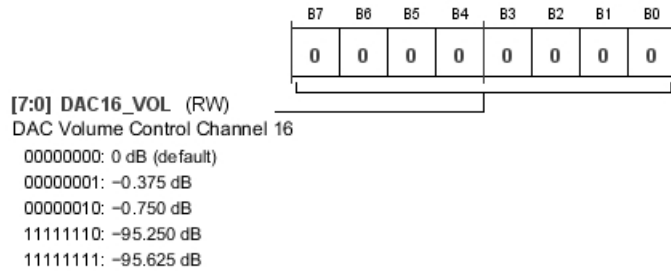 B7 B6 B5 B4 B3 B2 B1 B0
0 0 0 0 0 0 0 0
[7:0] DAC16_VOL (RW)
DAC Volume Control Channel 16
00000000: 0 dB (default)
00000001: −0.375 dB
00000010: −0.750 dB
11111110: −95.250 dB
11111111: −95.625 dB